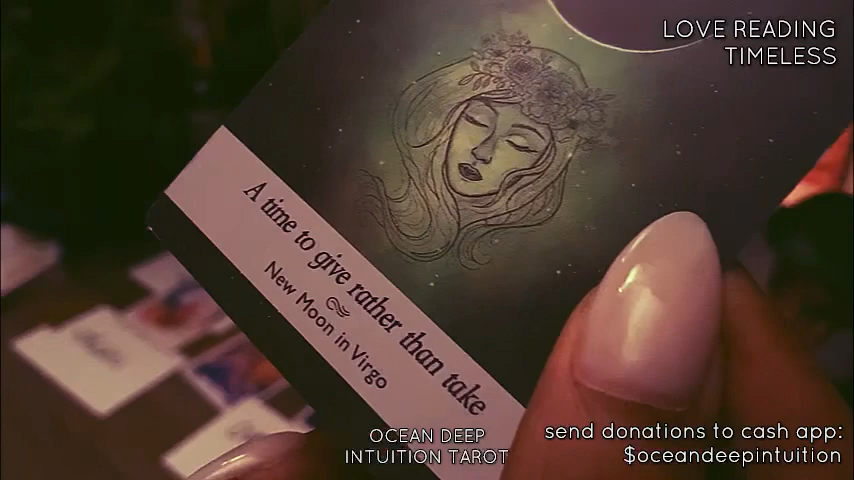 LOVE READING
TIMELESS
A time to give rather than take
New Moon in Virgo
OCEAN DEEP
INTUITION TAROT
send donations to cash app:
$oceandeepintuition